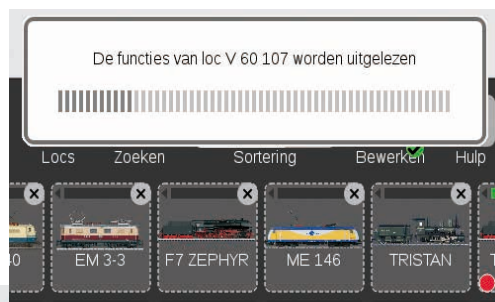 De functies van loc V 60 107 worden uitgelezen
Locs Zoeken Sortering Bewerken Hulp
40 EM 3-3 F7 ZEPHYR ME 146 TRISTAN